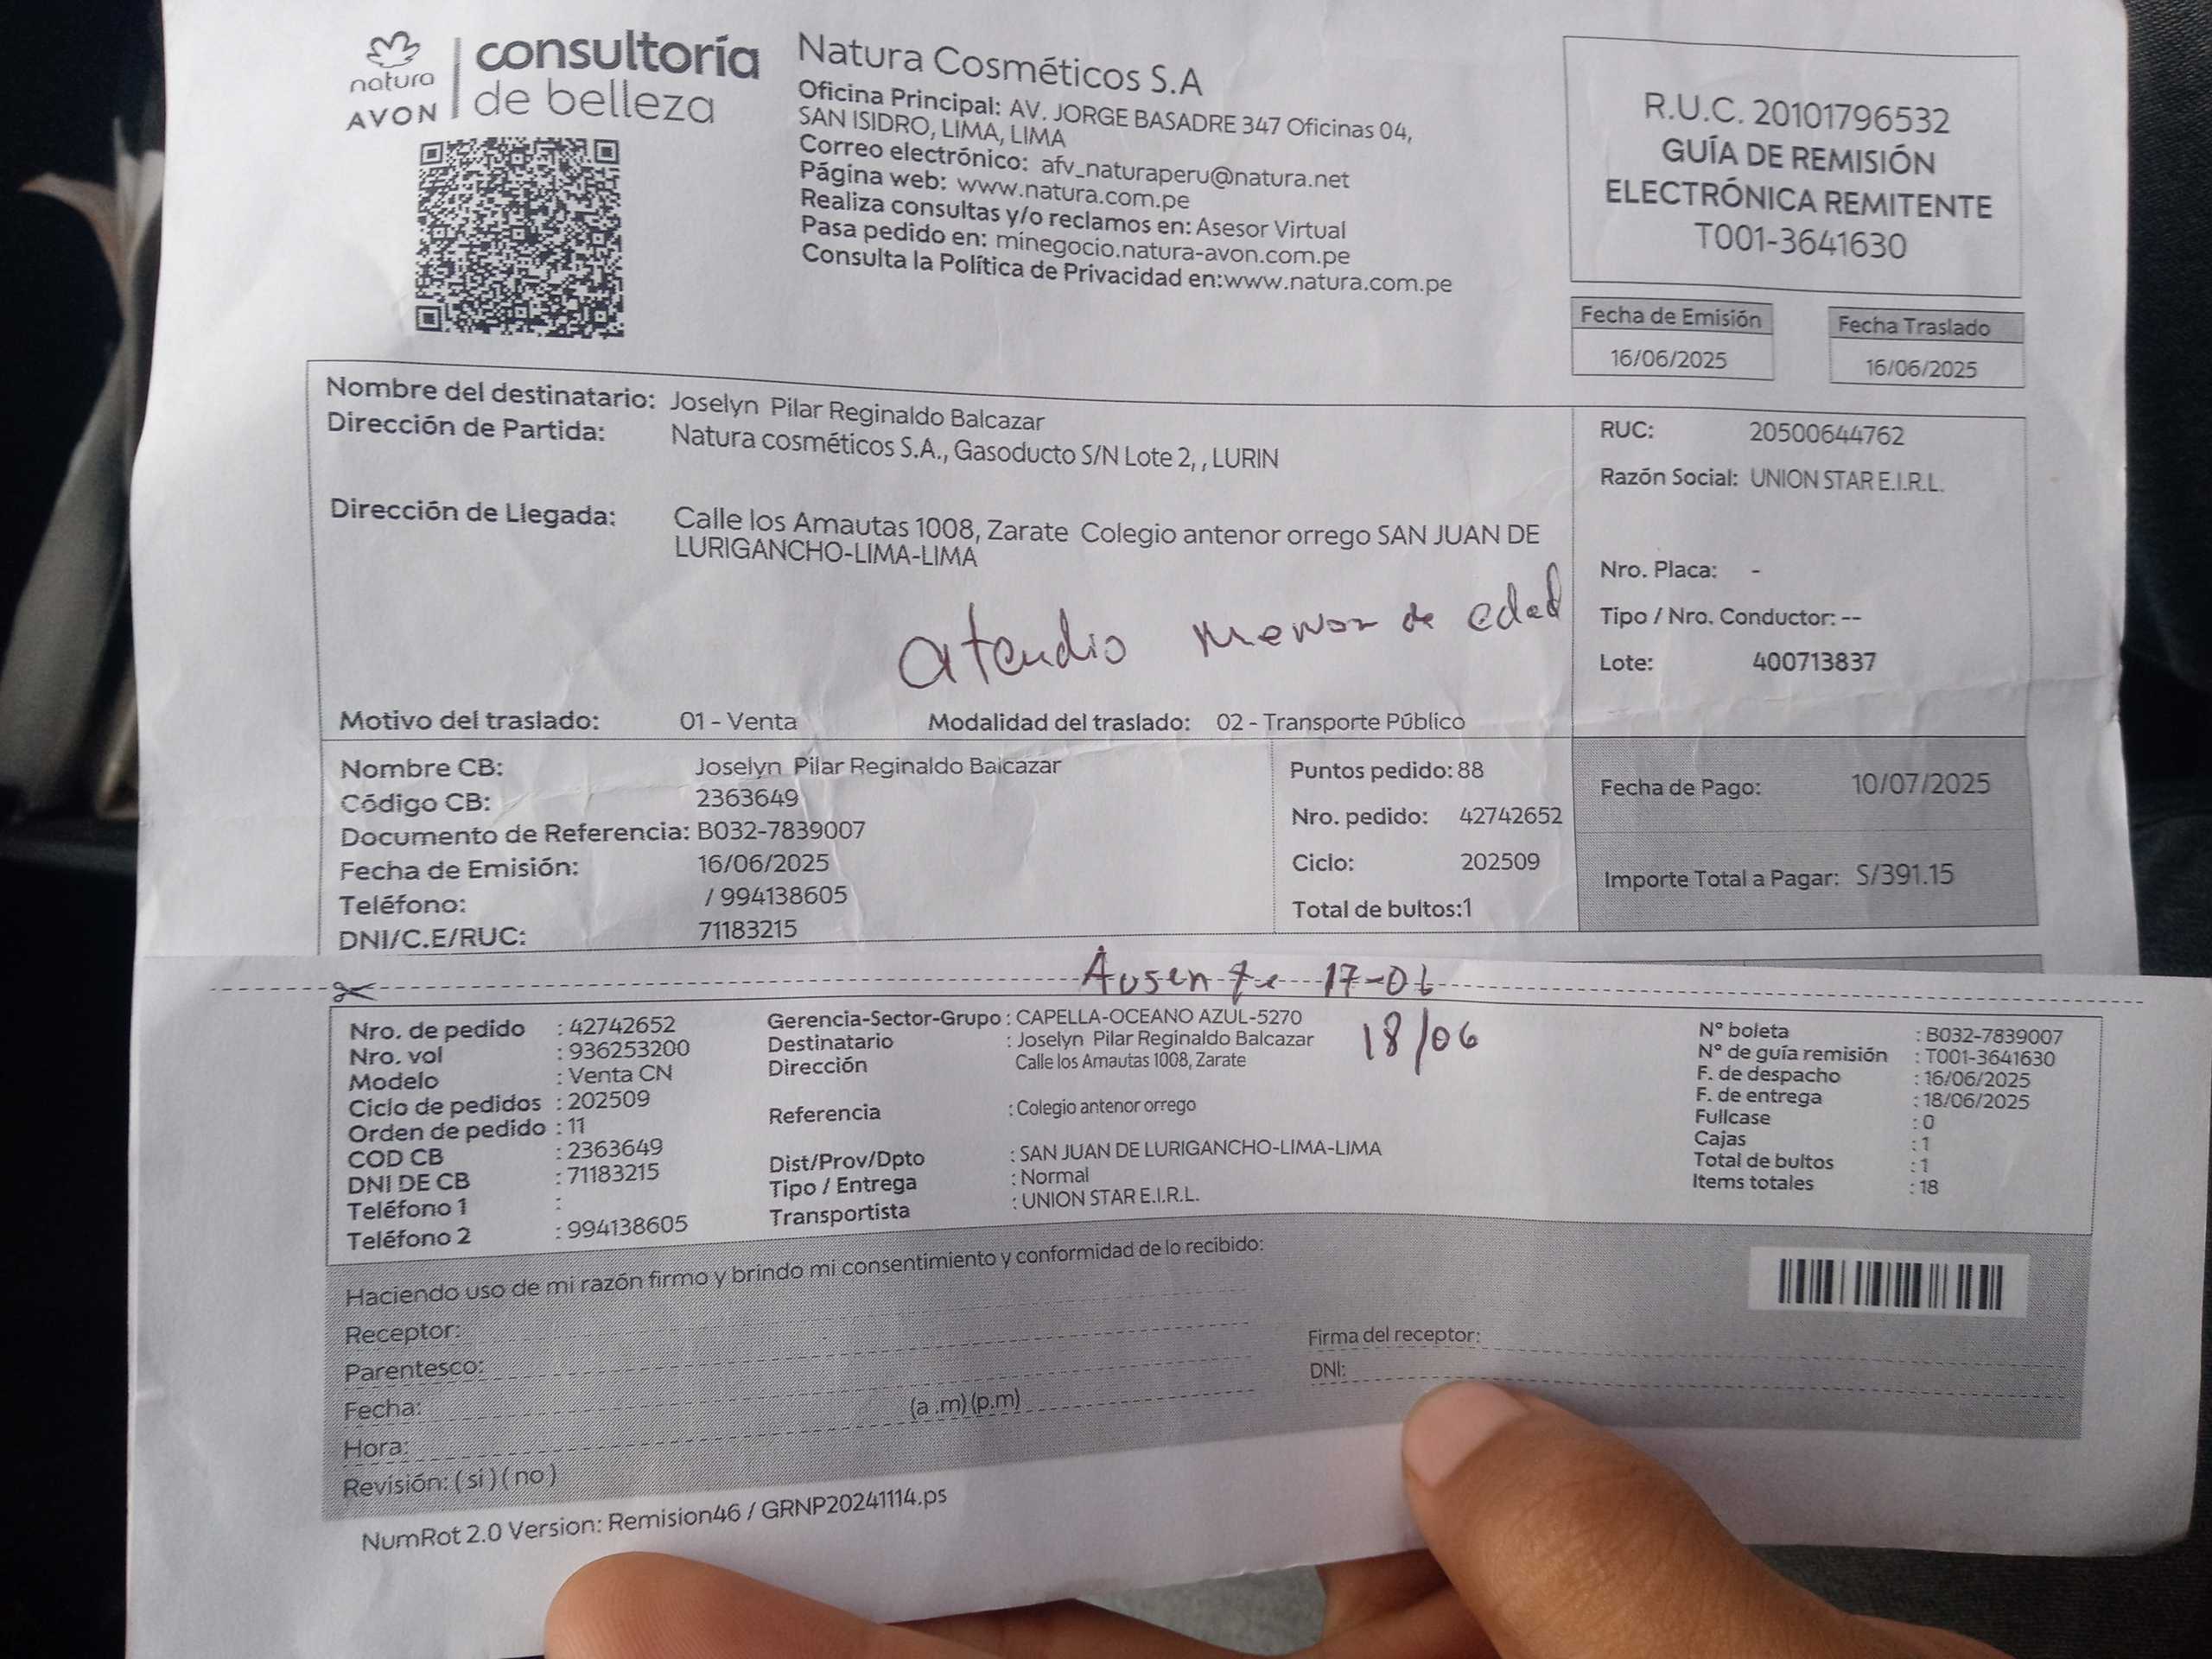 natura
AVON
consultoría
de belleza
Natura Cosméticos S.A
Oficina Principal: AV. JORGE BASADRE 347 Oficinas 04,
SAN ISIDRO, LIMA, LIMA
Correo electrónico: afv_naturaperu@natura.net
Página web: www.natura.com.pe
Realiza consultas y/o reclamos en: Asesor Virtual
Pasa pedido en: minegocio.natura-avon.com.pe
Consulta la Política de Privacidad en:www.natura.com.pe
R.U.C. 20101796532
GUÍA DE REMISIÓN
ELECTRÓNICA REMITENTE
T001-3641630
Fecha de Emisión
16/06/2025
Fecha Traslado
16/06/2025
Nombre del destinatario: Joselyn Pilar Reginaldo Balcazar
Dirección de Partida: Natura cosméticos S.A., Gasoducto S/N Lote 2, , LURIN
Dirección de Llegada: Calle los Amautas 1008, Zarate Colegio antenor orrego SAN JUAN DE
LURIGANCHO-LIMA-LIMA
atendio menor de edad
Motivo del traslado: 01 - Venta Modalidad del traslado: 02 - Transporte Público
RUC: 20500644762
Razón Social: UNION STAR E.I.R.L.
Nro. Placa: -
Tipo / Nro. Conductor: --
Lote: 400713837
Nombre CB: Joselyn Pilar Reginaldo Balcazar
Código CB: 2363649
Documento de Referencia: B032-7839007
Fecha de Emisión: 16/06/2025
Teléfono: / 994138605
DNI/C.E/RUC: 71183215
Puntos pedido: 88
Nro. pedido: 42742652
Ciclo: 202509
Total de bultos:1
Fecha de Pago: 10/07/2025
Importe Total a Pagar: S/391.15
Ausente 17-06
18/06
Nro. de pedido : 42742652
Nro. vol : 936253200
Modelo : Venta CN
Ciclo de pedidos : 202509
Orden de pedido : 11
COD CB : 2363649
DNI DE CB : 71183215
Teléfono 1 :
Teléfono 2 : 994138605
Gerencia-Sector-Grupo : CAPELLA-OCEANO AZUL-5270
Destinatario : Joselyn Pilar Reginaldo Balcazar
Dirección Calle los Amautas 1008, Zarate
Referencia : Colegio antenor orrego
Dist/Prov/Dpto : SAN JUAN DE LURIGANCHO-LIMA-LIMA
Tipo / Entrega : Normal
Transportista : UNION STAR E.I.R.L.
N° boleta : B032-7839007
N° de guía remisión : T001-3641630
F. de despacho : 16/06/2025
F. de entrega : 18/06/2025
Fullcase : 0
Cajas : 1
Total de bultos : 1
Items totales : 18
Haciendo uso de mi razón firmo y brindo mi consentimiento y conformidad de lo recibido:
Receptor:
Parentesco:
Fecha:
Hora: (a .m) (p.m)
Revisión: ( si ) ( no )
Firma del receptor:
DNI:
NumRot 2.0 Version: Remision46 / GRNP20241114.ps